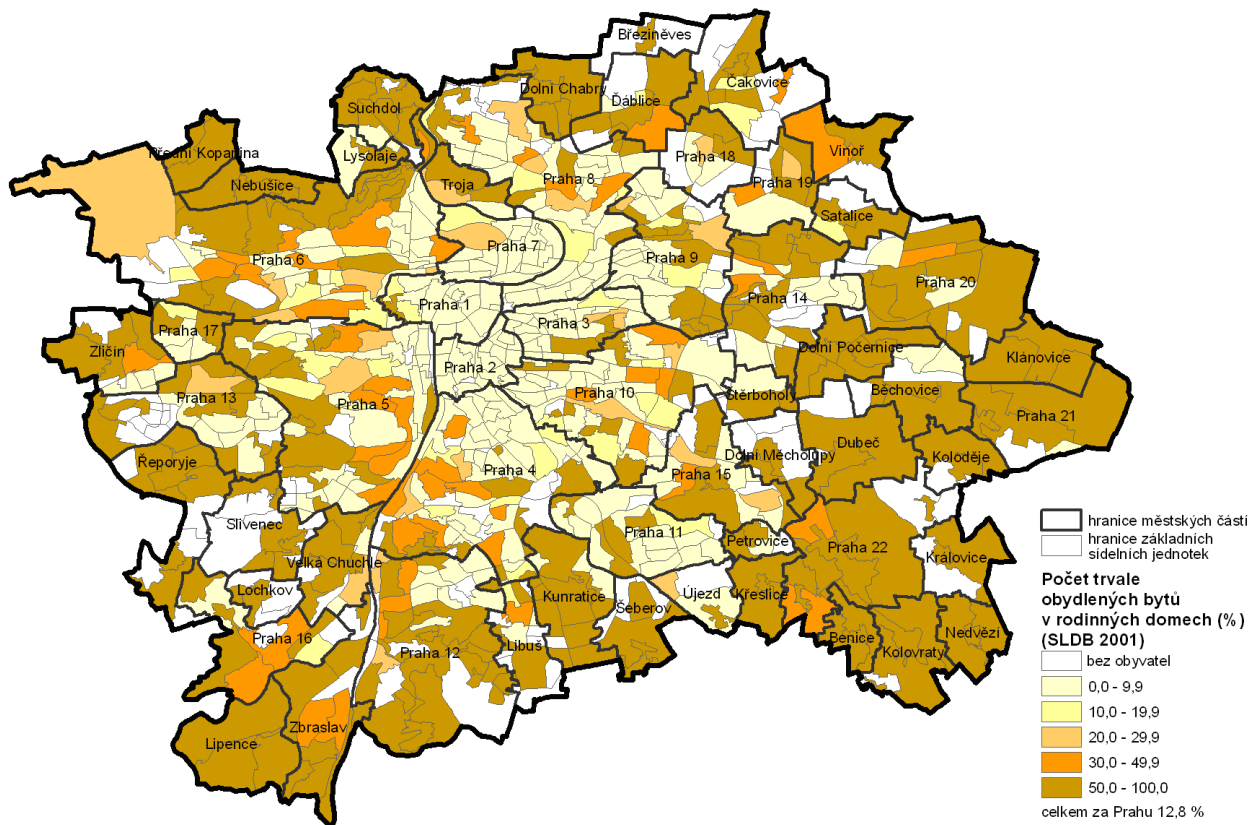 Březiněves
Čakovice
Dolní Chabry
Ďáblice
Suchdol
Vinoř
Přední Kopanina
Lysolaje
Praha 18
Praha 8
Praha 19
Troja
Nebušice
Satalice
Praha 7
Praha 6
Praha 9
Praha 20
Praha 14
Praha 1
Praha 3
Praha 17
Zličín
Dolní Počernice
Klánovice
Praha 2
Běchovice
Praha 10
Štěrboholy
Praha 13
Praha 5
Praha 21
Dubeč
Dolní Měcholupy
Koloděje
Řeporyje
Praha 4
Praha 15
Slivenec
Praha 11
Petrovice
Praha 22
Královice
Velká Chuchle
Lochkov
Kunratice
Šeberov
Újezd
Křeslice
Nedvězí
Praha 16
Benice
Kolovraty
Praha 12
Libuš
Zbraslav
Lipence
hranice městských částí
hranice základních
sídelních jednotek
Počet trvale
obydlených bytů
v rodinných domech (%)
(SLDB 2001)
bez obyvatel
0,0 - 9,9
10,0 - 19,9
20,0 - 29,9
30,0 - 49,9
50,0 - 100,0
celkem za Prahu 12,8 %